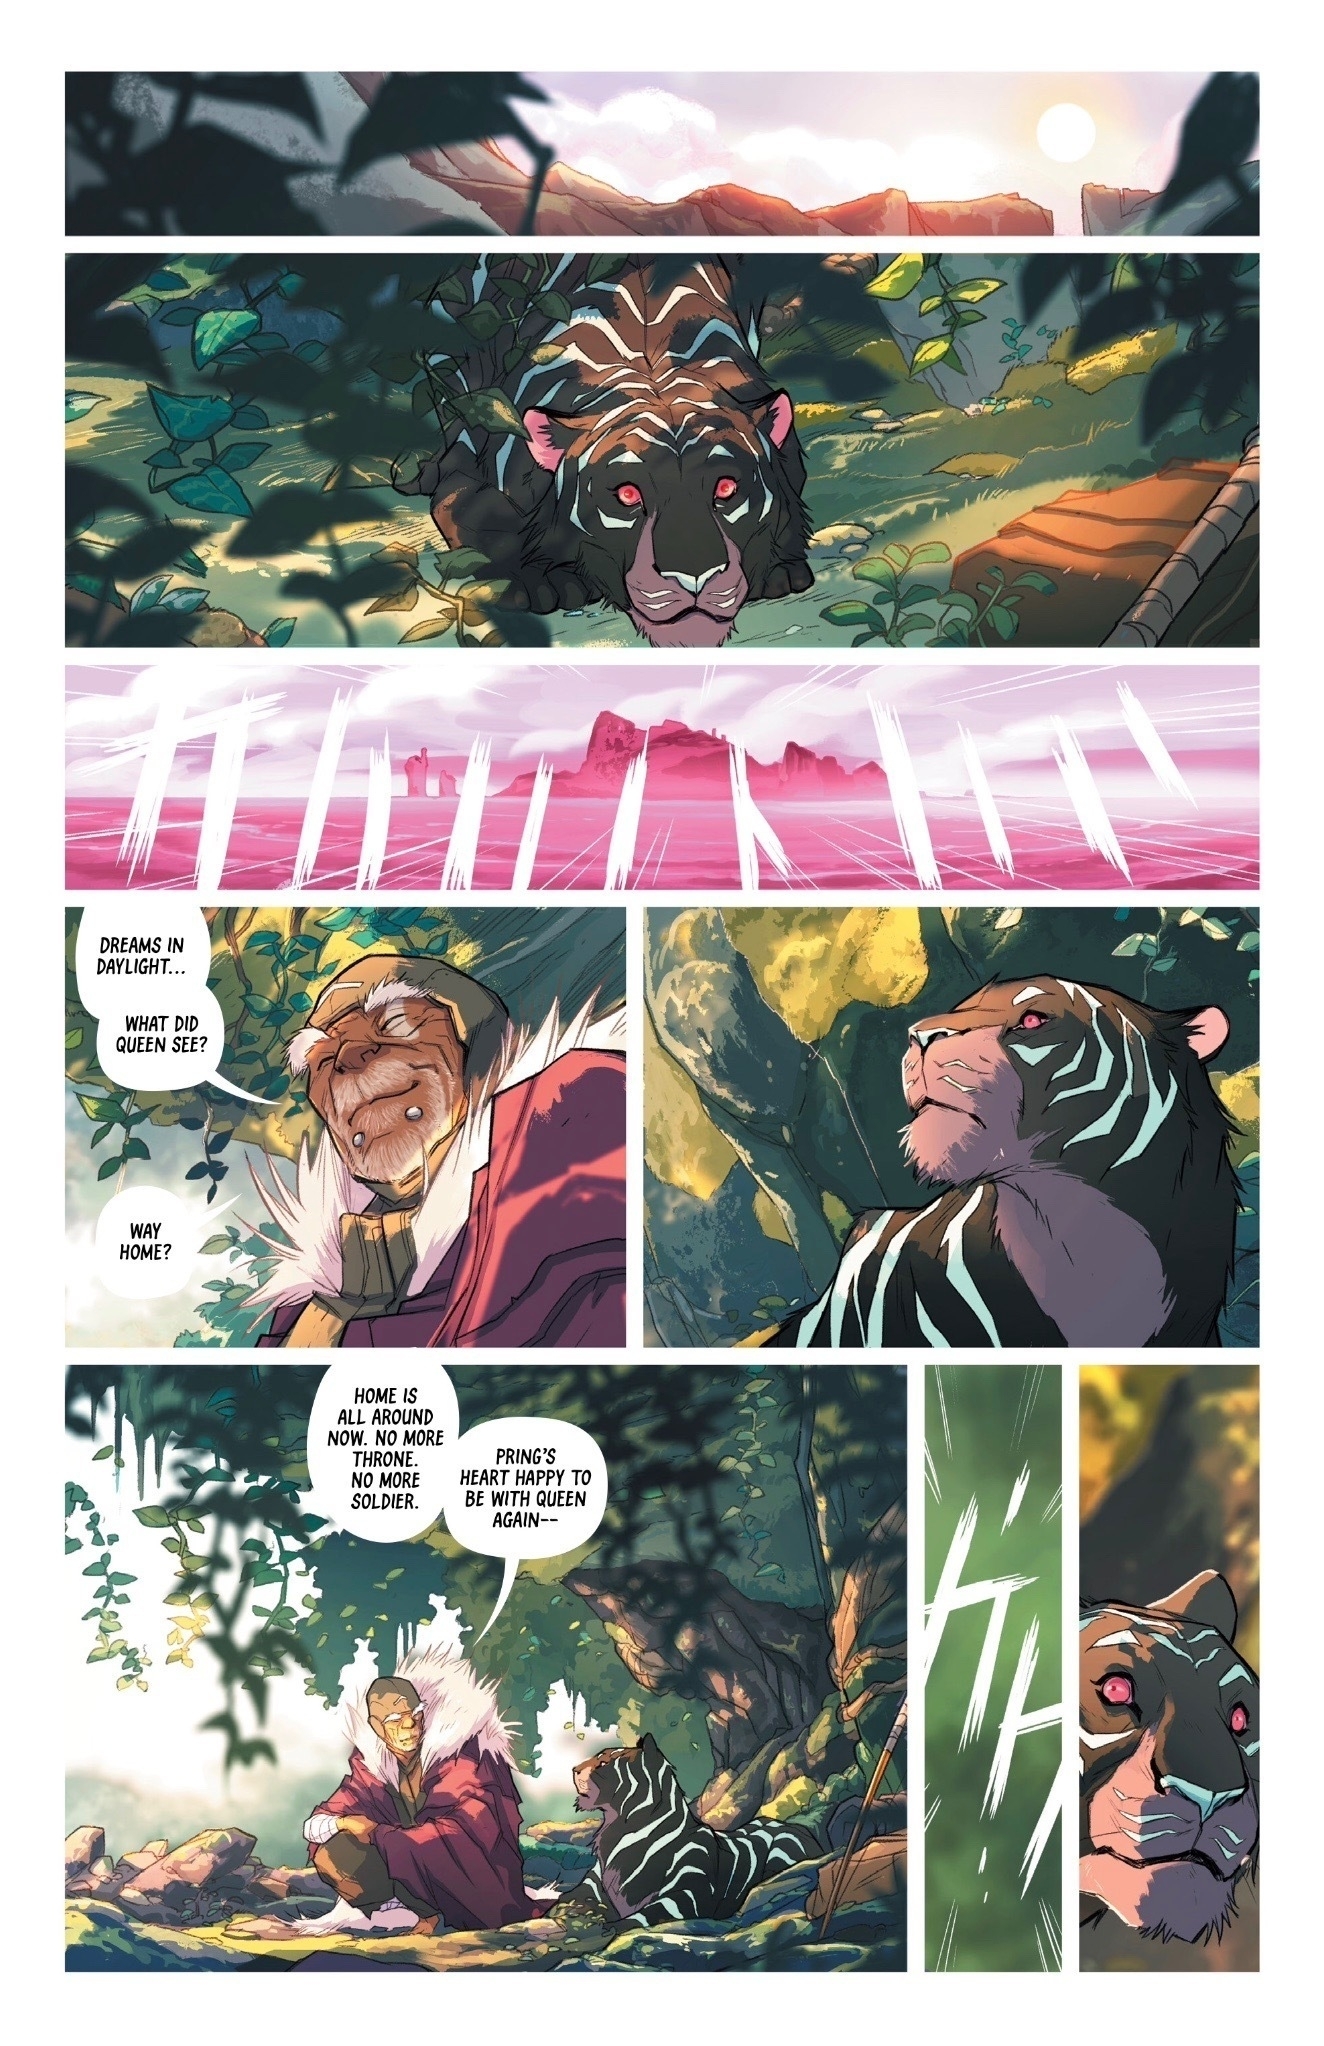 DREAMS IN
DAYLIGHT...
WHAT DID
QUEEN SEE?
WAY
HOME?
HOME IS
ALL AROUND
NOW. NO MORE
THRONE.
NO MORE
SOLDIER.
PRING'S
HEART HAPPY TO
BE WITH QUEEN
AGAIN--